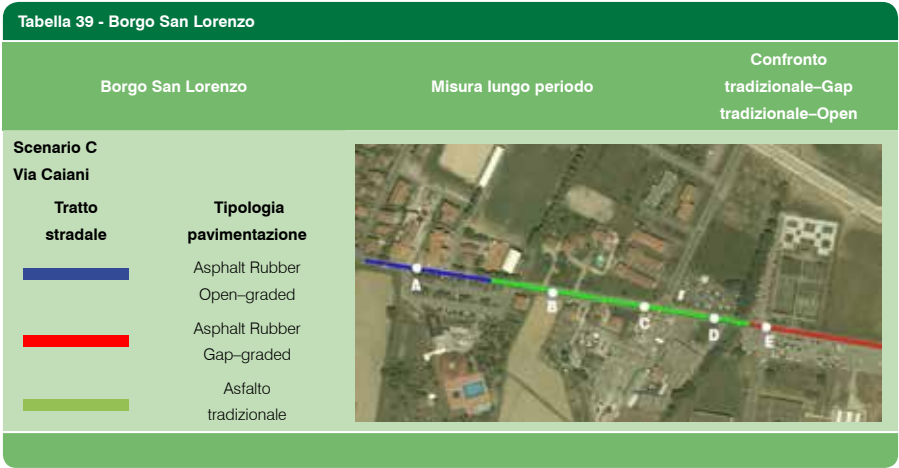 Tabella 39 - Borgo San Lorenzo
Borgo San Lorenzo
Misura lungo periodo
Confronto
tradizionale–Gap
tradizionale–Open
Scenario C
Via Caiani
Tratto
stradale
Tipologia
pavimentazione
Asphalt Rubber
Open–graded
Asphalt Rubber
Gap–graded
Asfalto
tradizionale
A
B
C
D
E